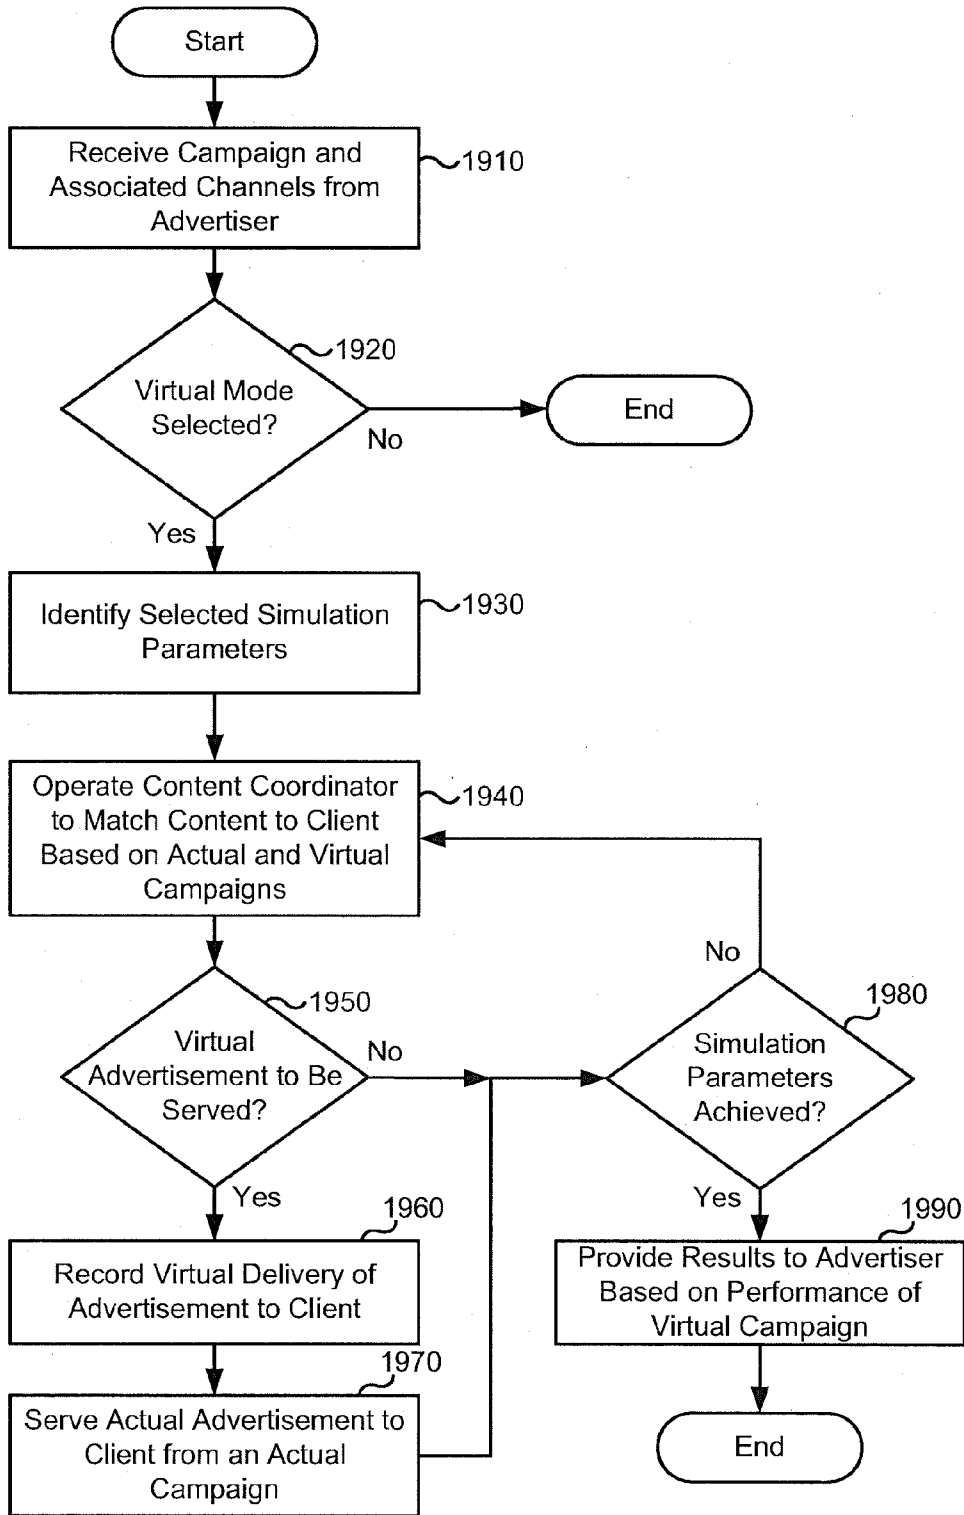 Start
Receive Campaign and
Associated Channels from
Advertiser
1910
Virtual Mode
Selected?
1920
No
End
Yes
Identify Selected Simulation
Parameters
1930
Operate Content Coordinator
to Match Content to Client
Based on Actual and Virtual
Campaigns
1940
Virtual
Advertisement to Be
Served?
1950
No
Yes
Record Virtual Delivery of
Advertisement to Client
1960
Serve Actual Advertisement to
Client from an Actual
Campaign
1970
Simulation
Parameters
Achieved?
1980
No
Yes
Provide Results to Advertiser
Based on Performance of
Virtual Campaign
1990
End